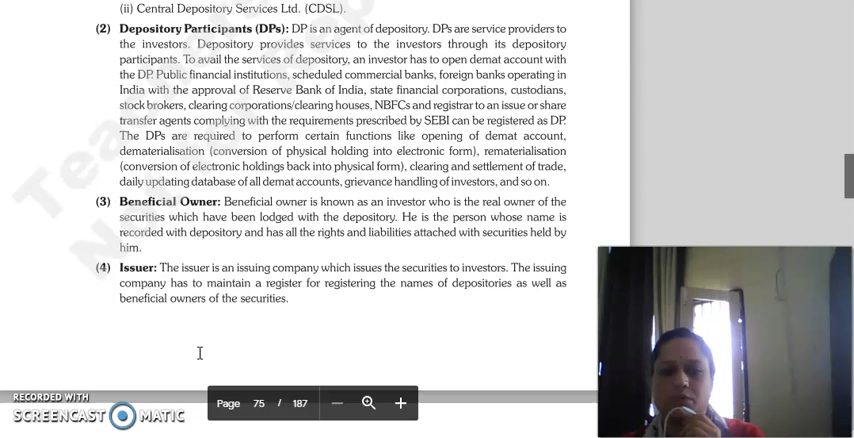 (ii) Central Depository Services Ltd. (CDSL).
(2) Depository Participants (DPs): DP is an agent of depository. DPs are service providers to
the investors. Depository provides services to the investors through its depository
participants. To avail the services of depository, an investor has to open demat account with
the DP. Public financial institutions, scheduled commercial banks, foreign banks operating in
India with the approval of Reserve Bank of India, state financial corporations, custodians,
stock brokers, clearing corporations/clearing houses, NBFCs and registrar to an issue or share
transfer agents complying with the requirements prescribed by SEBI can be registered as DP.
The DPs are required to perform certain functions like opening of demat account,
dematerialisation (conversion of physical holding into electronic form), rematerialisation
(conversion of electronic holdings back into physical form), clearing and settlement of trade,
daily updating database of all demat accounts, grievance handling of investors, and so on.
(3) Beneficial Owner: Beneficial owner is known as an investor who is the real owner of the
securities which have been lodged with the depository. He is the person whose name is
recorded with depository and has all the rights and liabilities attached with securities held by
him.
(4) Issuer: The issuer is an issuing company which issues the securities to investors. The issuing
company has to maintain a register for registering the names of depositories as well as
beneficial owners of the securities.
RECORDED WITH
SCREENCAST MATIC
Page 75 / 187